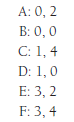 A: 0, 2
B: 0, 0
C: 1, 4
D: 1, 0
E: 3, 2
F: 3, 4